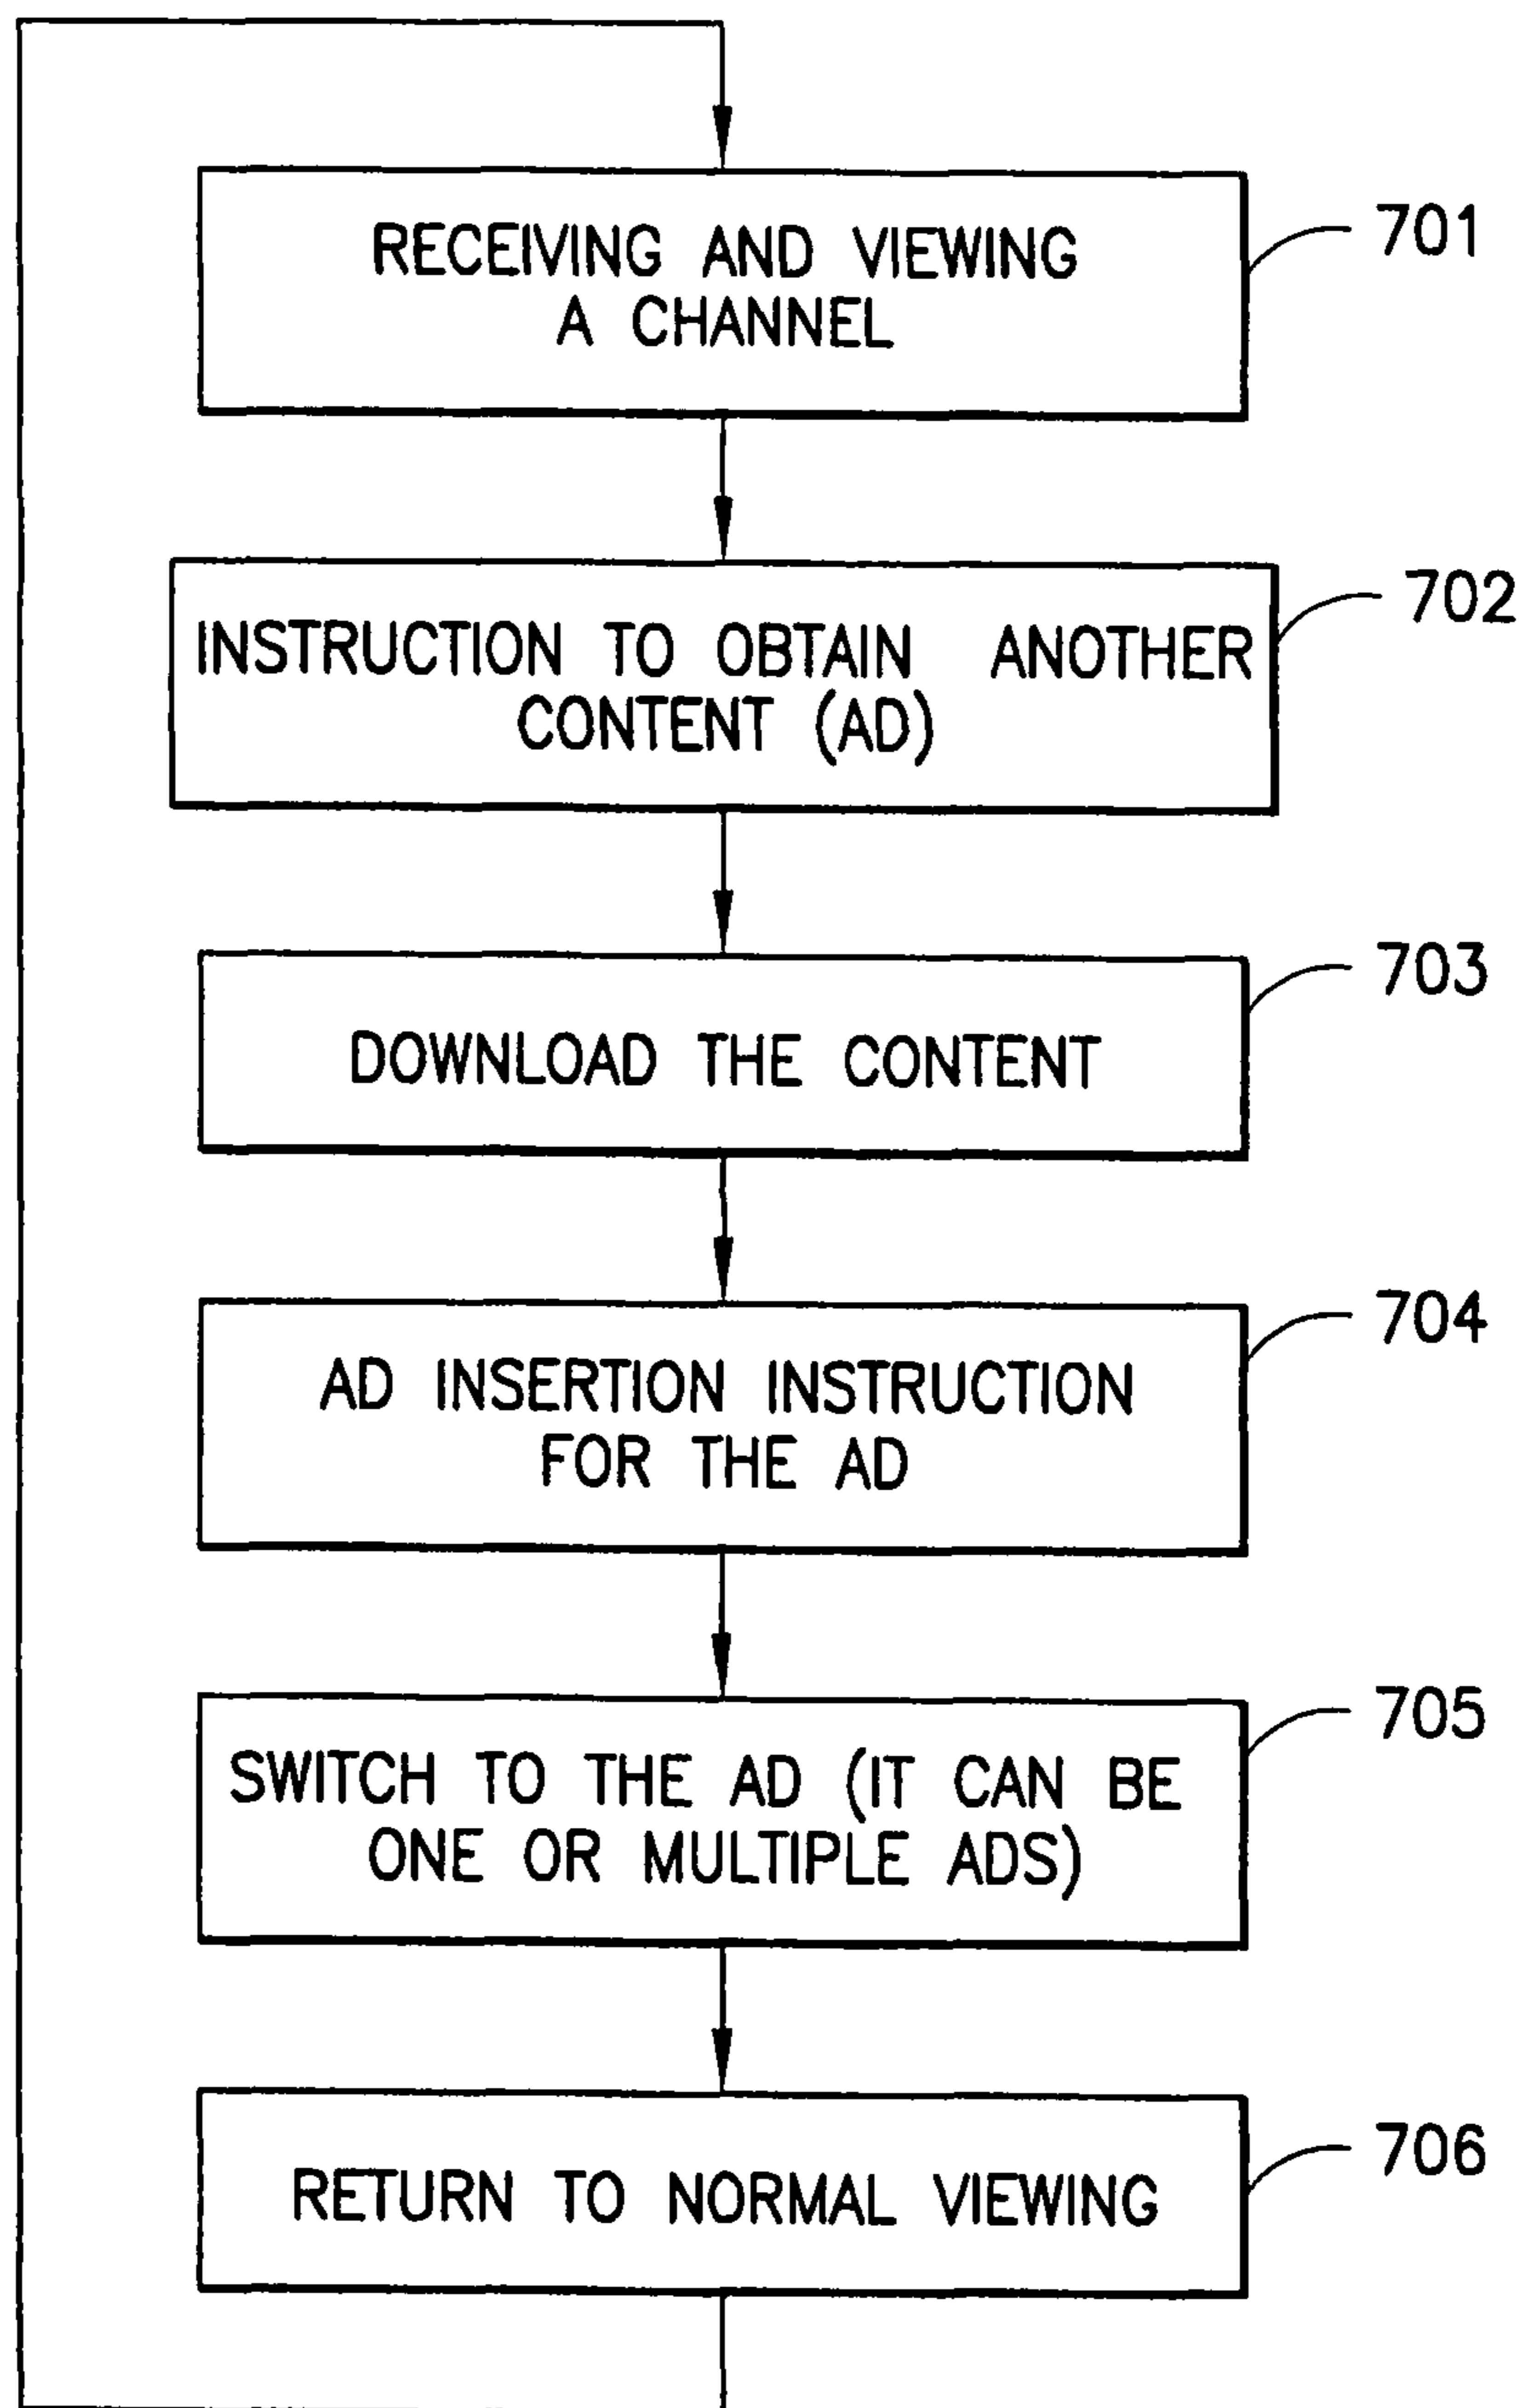 RECEIVING AND VIEWING
A CHANNEL
701
INSTRUCTION TO OBTAIN ANOTHER
CONTENT (AD)
702
DOWNLOAD THE CONTENT
703
AD INSERTION INSTRUCTION
FOR THE AD
704
SWITCH TO THE AD (IT CAN BE
ONE OR MULTIPLE ADS)
705
RETURN TO NORMAL VIEWING
706